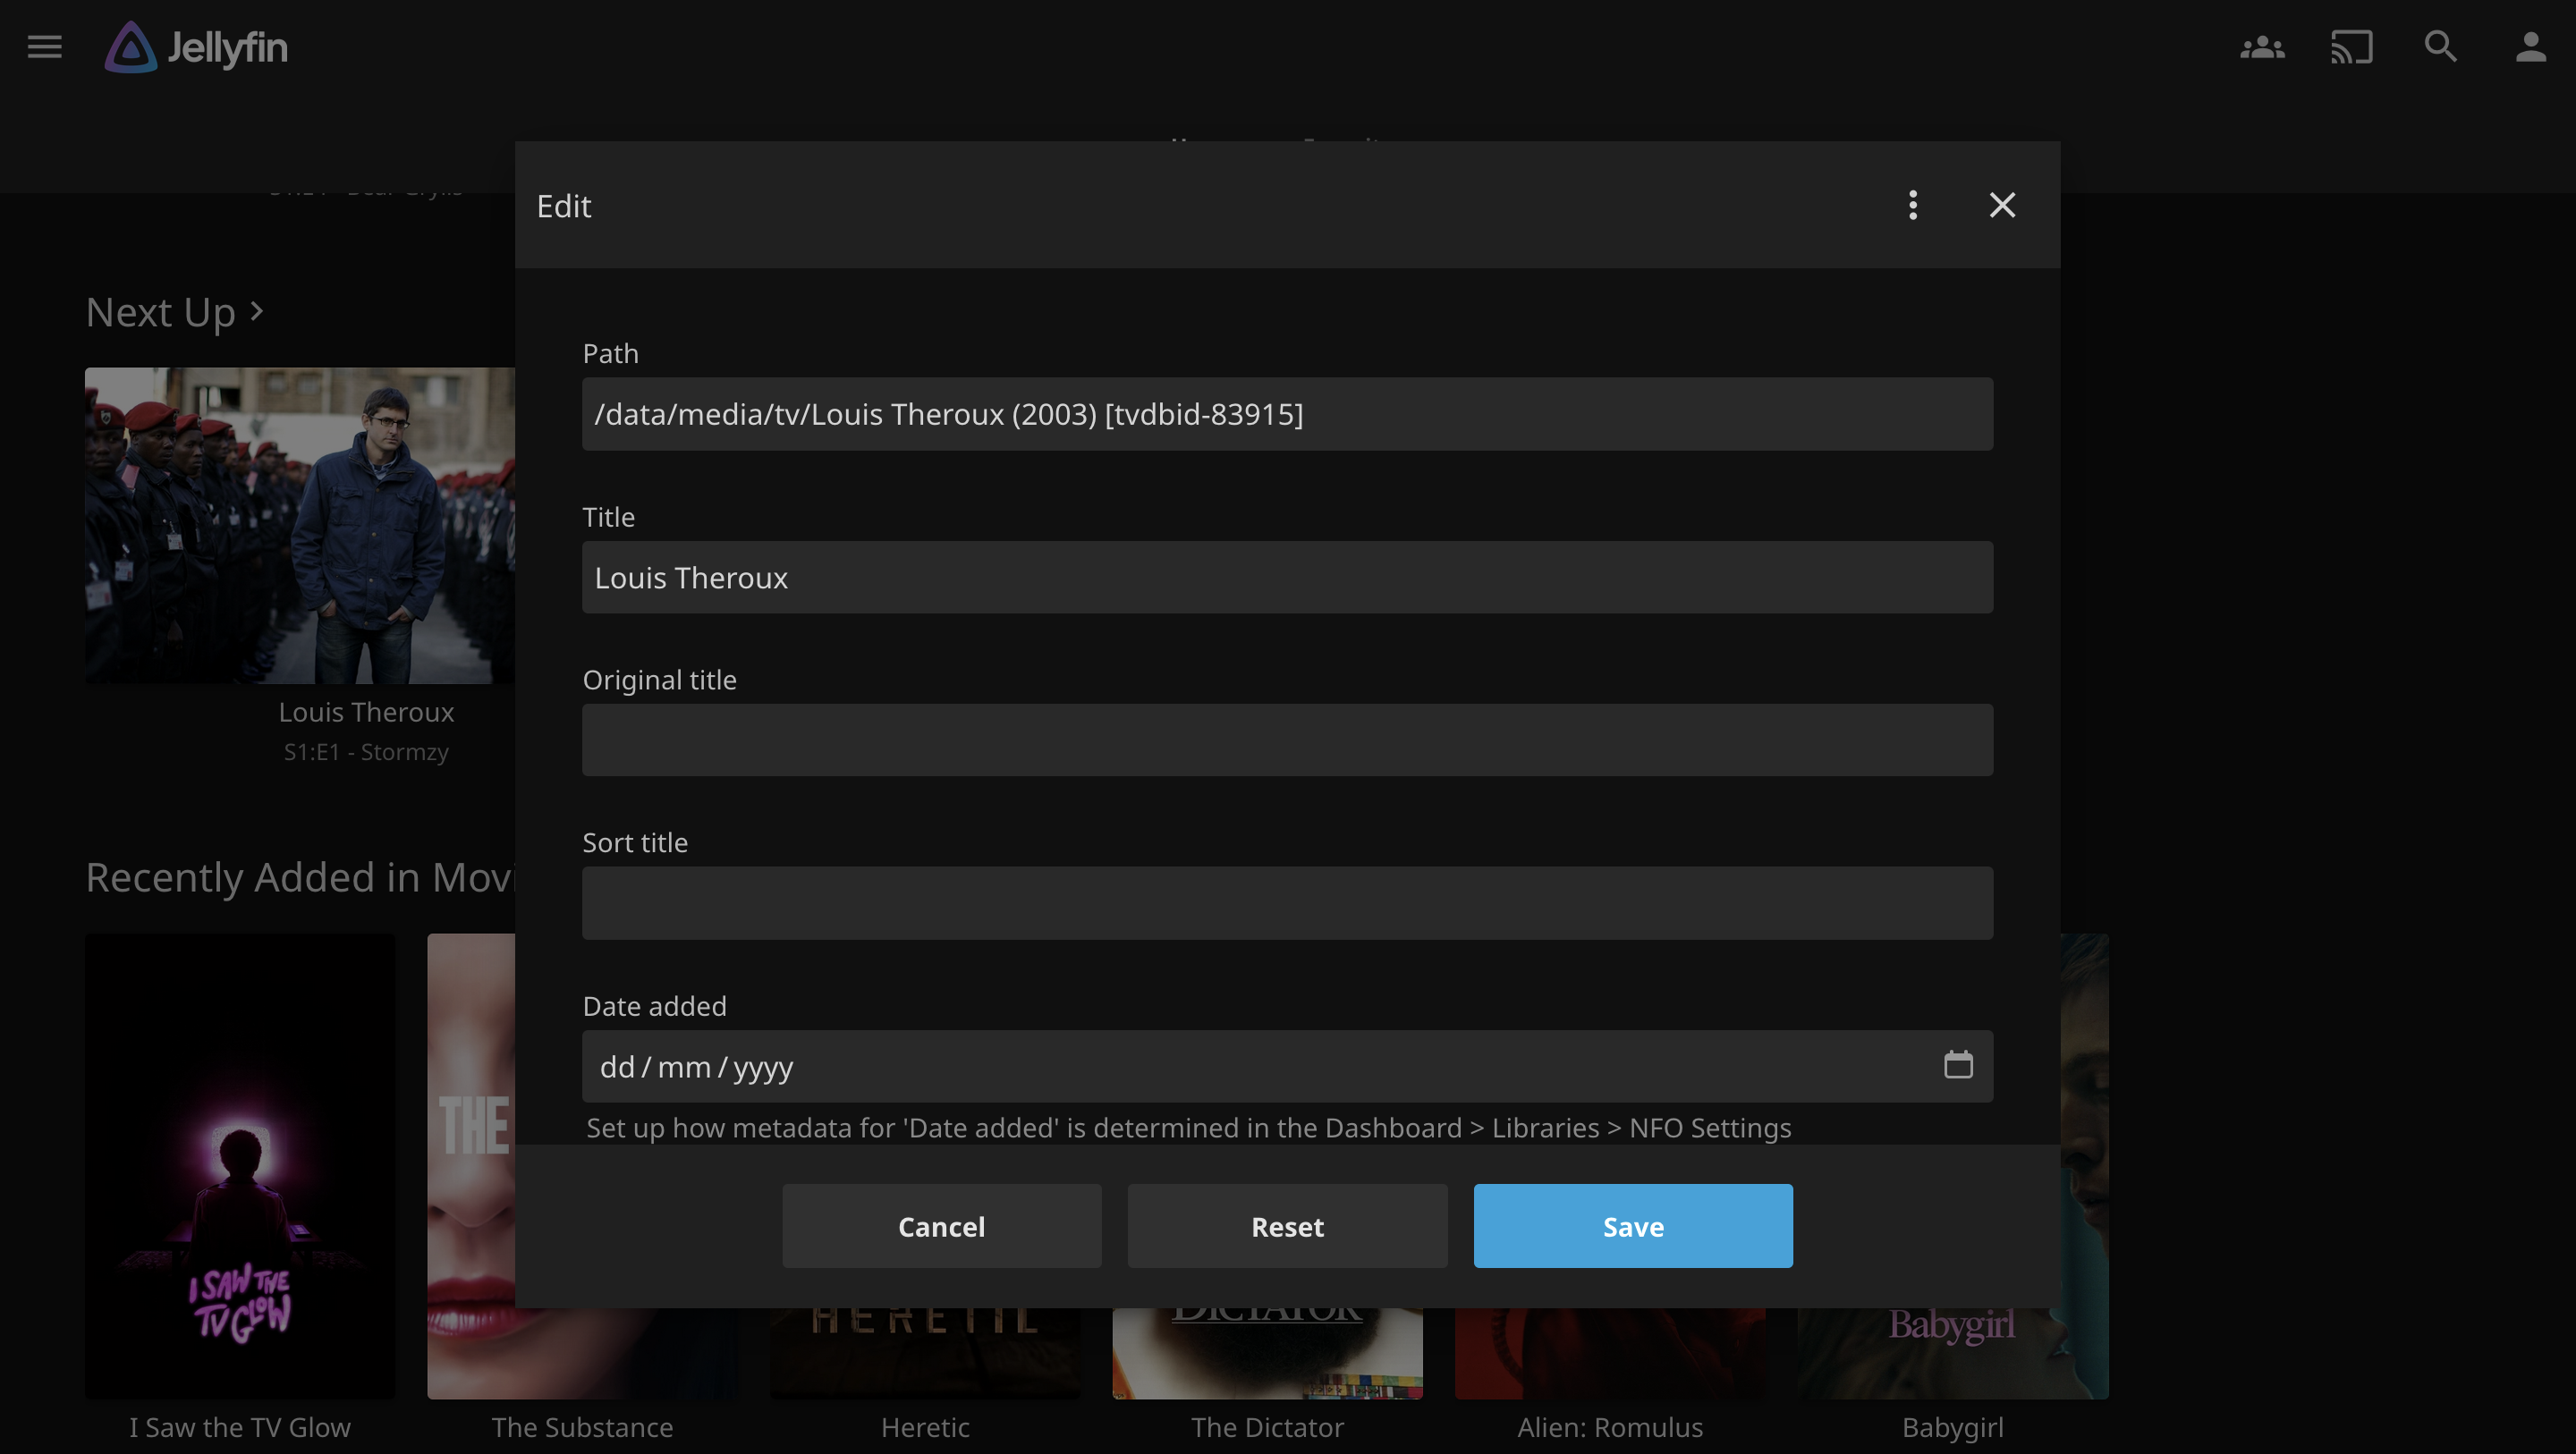 Jellyfin
Edit
Next Up
Path
/data/media/tv/Louis Theroux (2003) [tvdbid-83915]
Title
Louis Theroux
Original title
Louis Theroux
S1:E1 - Stormzy
Sort title
Recently Added in Movi
Date added
dd / mm / yyyy
Set up how metadata for 'Date added' is determined in the Dashboard > Libraries > NFO Settings
THE
Cancel
Reset
Save
I SAW THE
TV GLOW
HERETIC
DICTATOR
Babygirl
I Saw the TV Glow
The Substance
Heretic
The Dictator
Alien: Romulus
Babygirl